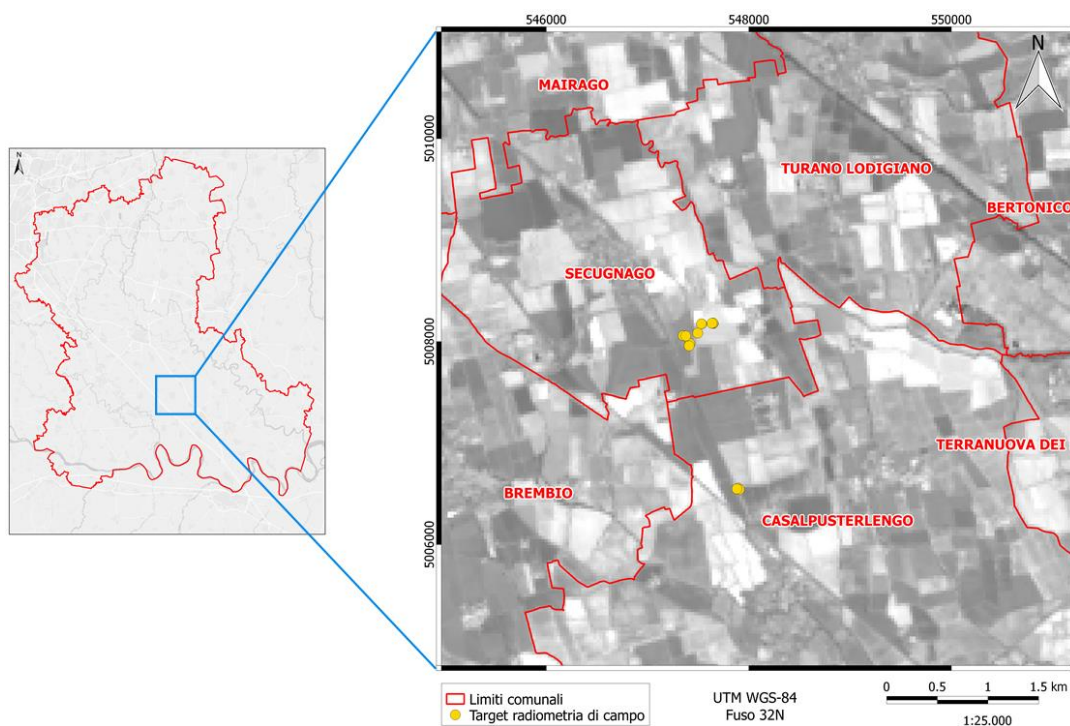 546000 548000 550000
N
N
MAIRAGO
5010000
TURANO LODIGIANO
BERTONICO
SECUGNAGO
5008000
TERRANUOVA DEI
BREMBIO
CASALPUSTERLENGO
5006000
Limiti comunali
Target radiometria di campo
UTM WGS-84
Fuso 32N
0 0.5 1 1.5 km
1:25.000